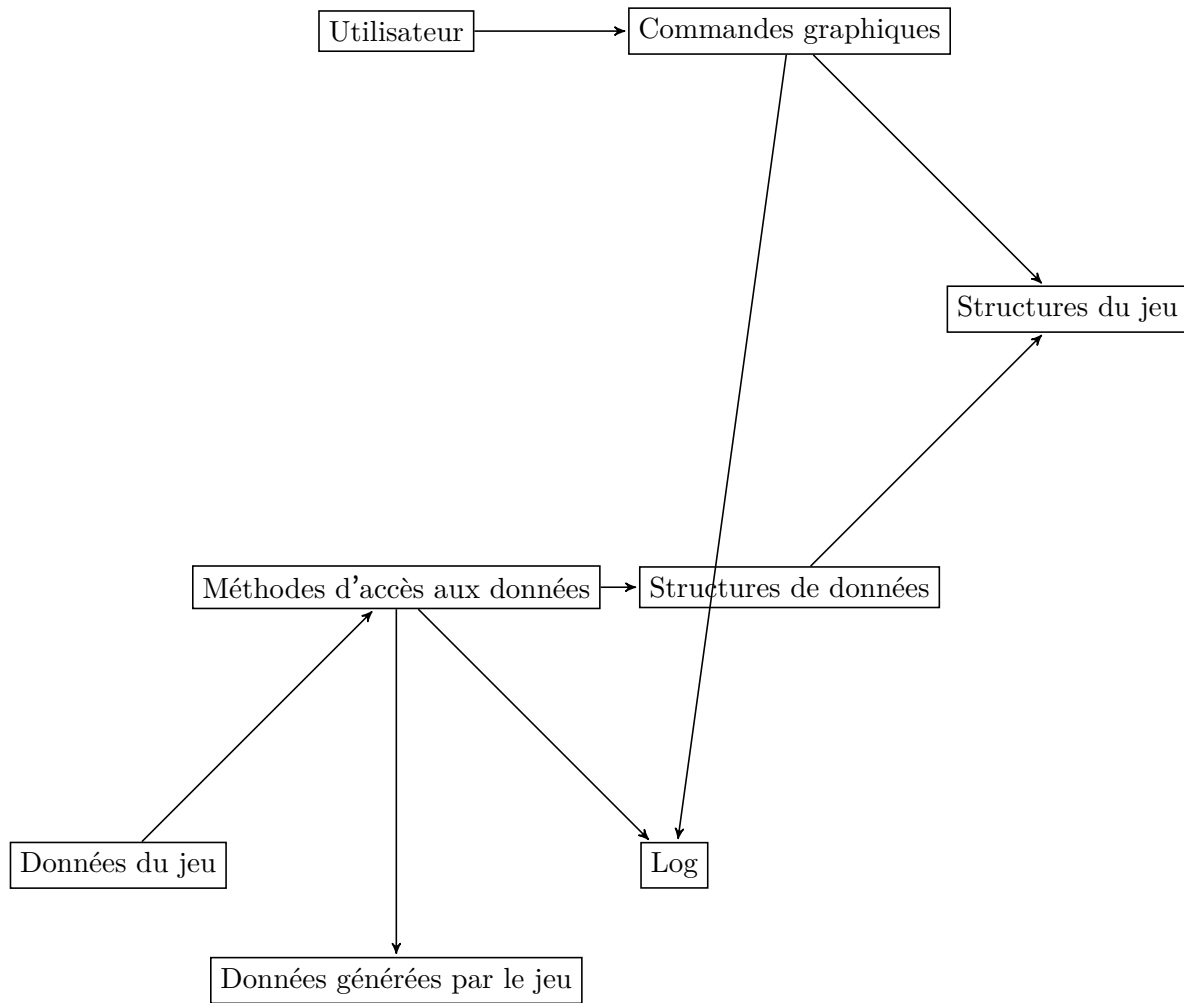 Utilisateur
Commandes graphiques
Structures du jeu
Méthodes d'accès aux données
Structures de données
Données du jeu
Log
Données générées par le jeu